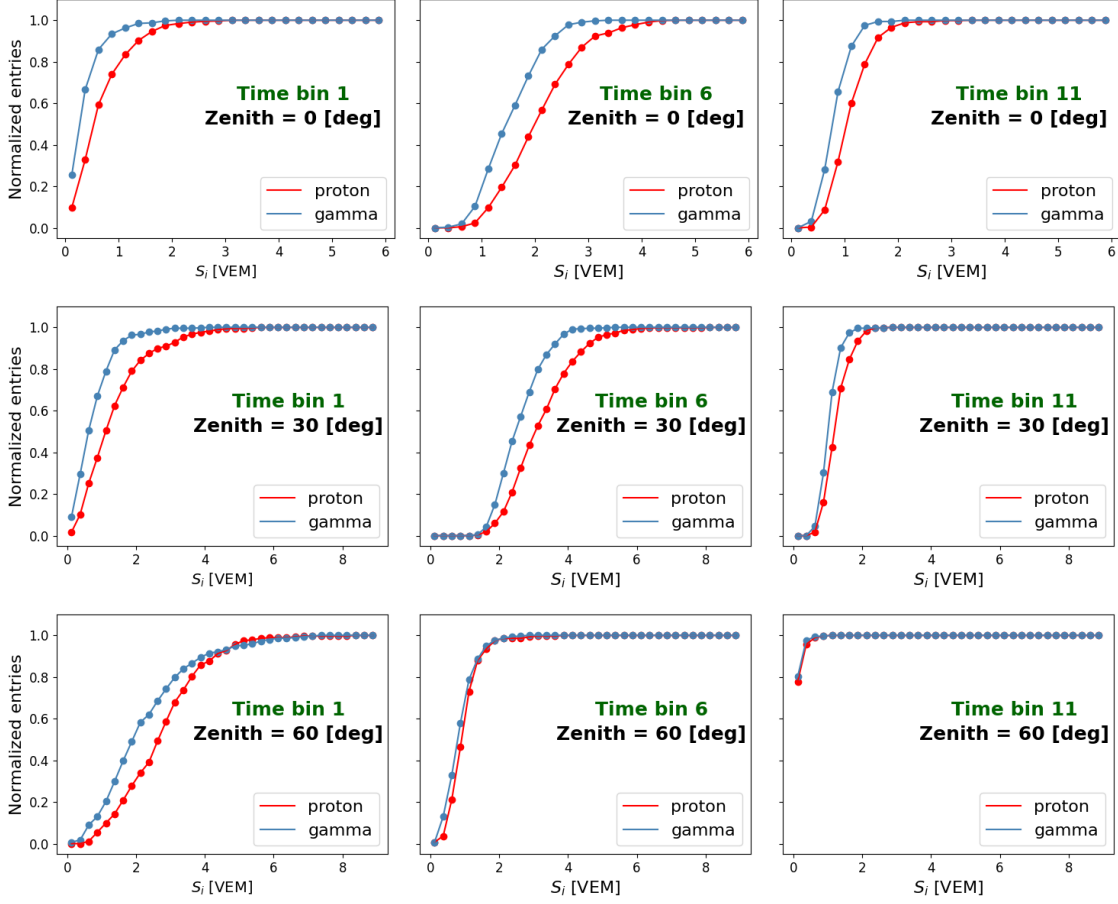 Normalized entries
1.0
0.8
0.6
0.4
0.2
0.0
Time bin 1
Zenith = 0 [deg]
proton
gamma
0 1 2 3 4 5 6
S_i [VEM]
Time bin 6
Zenith = 0 [deg]
proton
gamma
0 1 2 3 4 5 6
S_i [VEM]
Time bin 11
Zenith = 0 [deg]
proton
gamma
0 1 2 3 4 5 6
S_i [VEM]
Normalized entries
1.0
0.8
0.6
0.4
0.2
0.0
Time bin 1
Zenith = 30 [deg]
proton
gamma
0 2 4 6 8
S_i [VEM]
Time bin 6
Zenith = 30 [deg]
proton
gamma
0 2 4 6 8
S_i [VEM]
Time bin 11
Zenith = 30 [deg]
proton
gamma
0 2 4 6 8
S_i [VEM]
Normalized entries
1.0
0.8
0.6
0.4
0.2
0.0
Time bin 1
Zenith = 60 [deg]
proton
gamma
0 2 4 6 8
S_i [VEM]
Time bin 6
Zenith = 60 [deg]
proton
gamma
0 2 4 6 8
S_i [VEM]
Time bin 11
Zenith = 60 [deg]
proton
gamma
0 2 4 6 8
S_i [VEM]